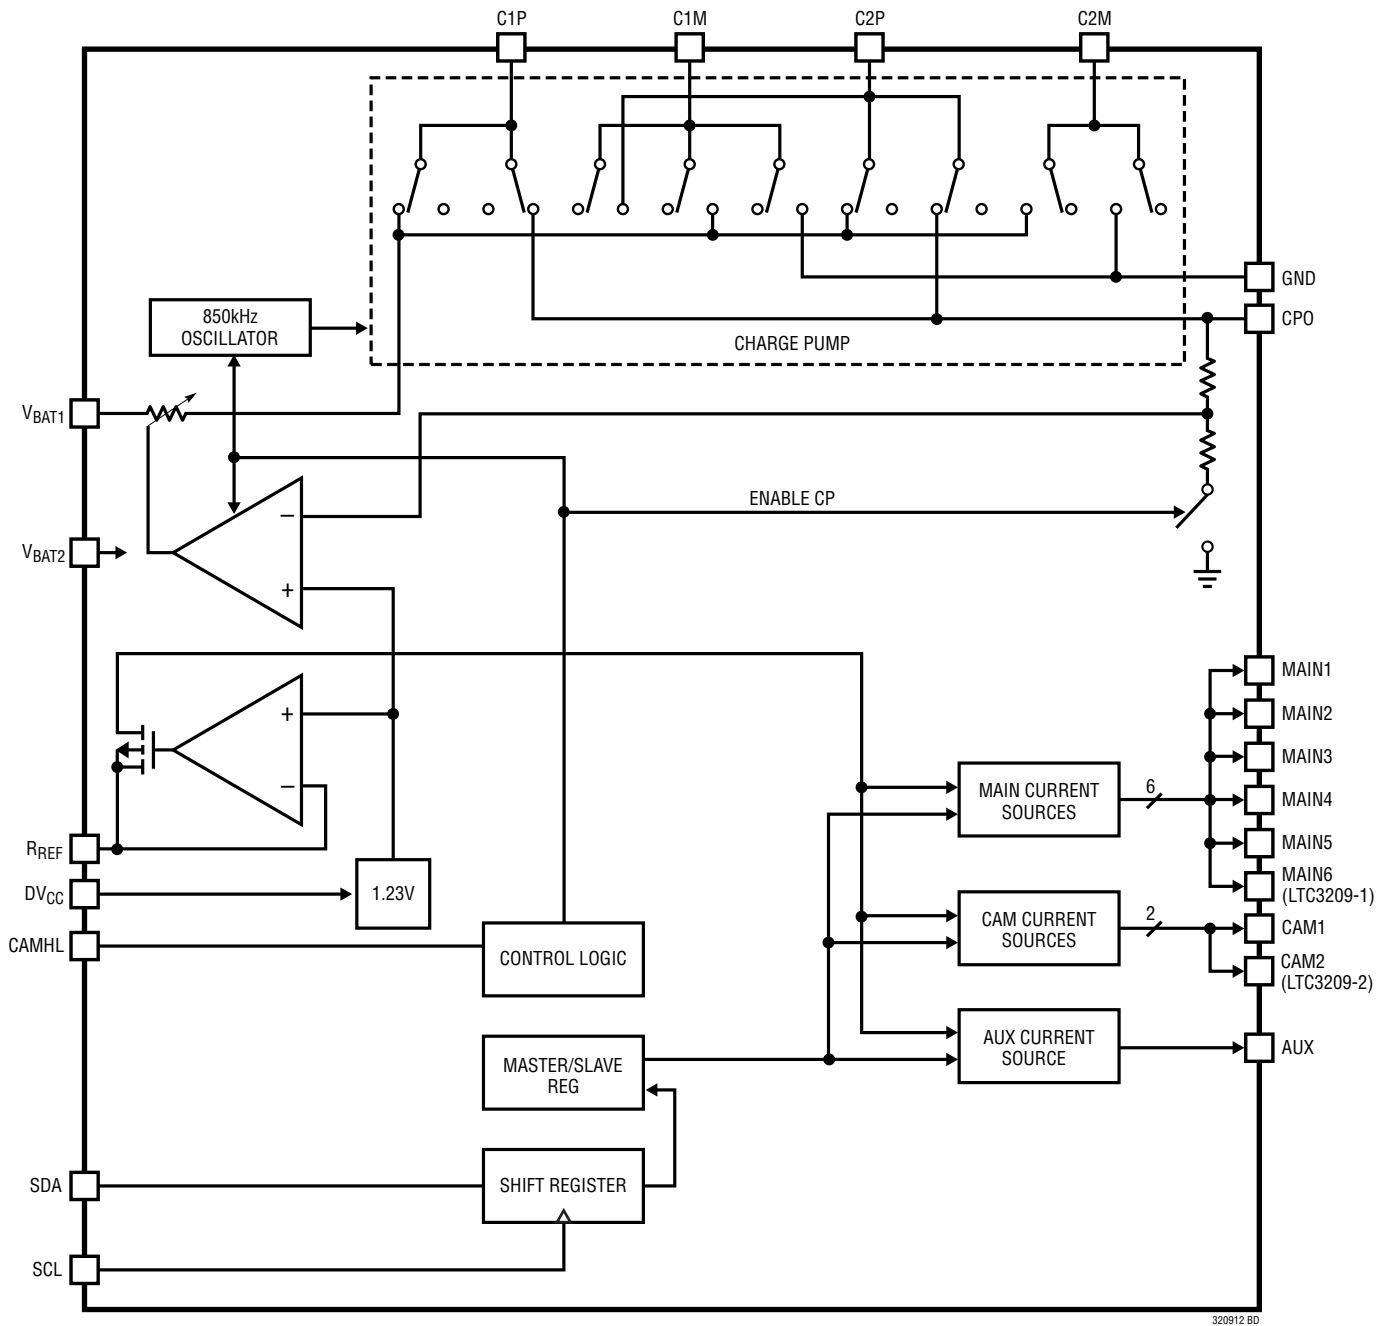 C1P
C1M
C2P
C2M
GND
CPO
850kHz
OSCILLATOR
CHARGE PUMP
VBAT1
ENABLE CP
–
VBAT2
+
MAIN1
+
MAIN2
MAIN3
–
MAIN CURRENT
SOURCES
6
MAIN4
MAIN5
RREF
MAIN6
(LTC3209-1)
DVCC
1.23V
CAM CURRENT
SOURCES
2
CAM1
CAMHL
CONTROL LOGIC
CAM2
(LTC3209-2)
AUX CURRENT
SOURCE
AUX
MASTER/SLAVE
REG
SDA
SHIFT REGISTER
SCL
320912 BD